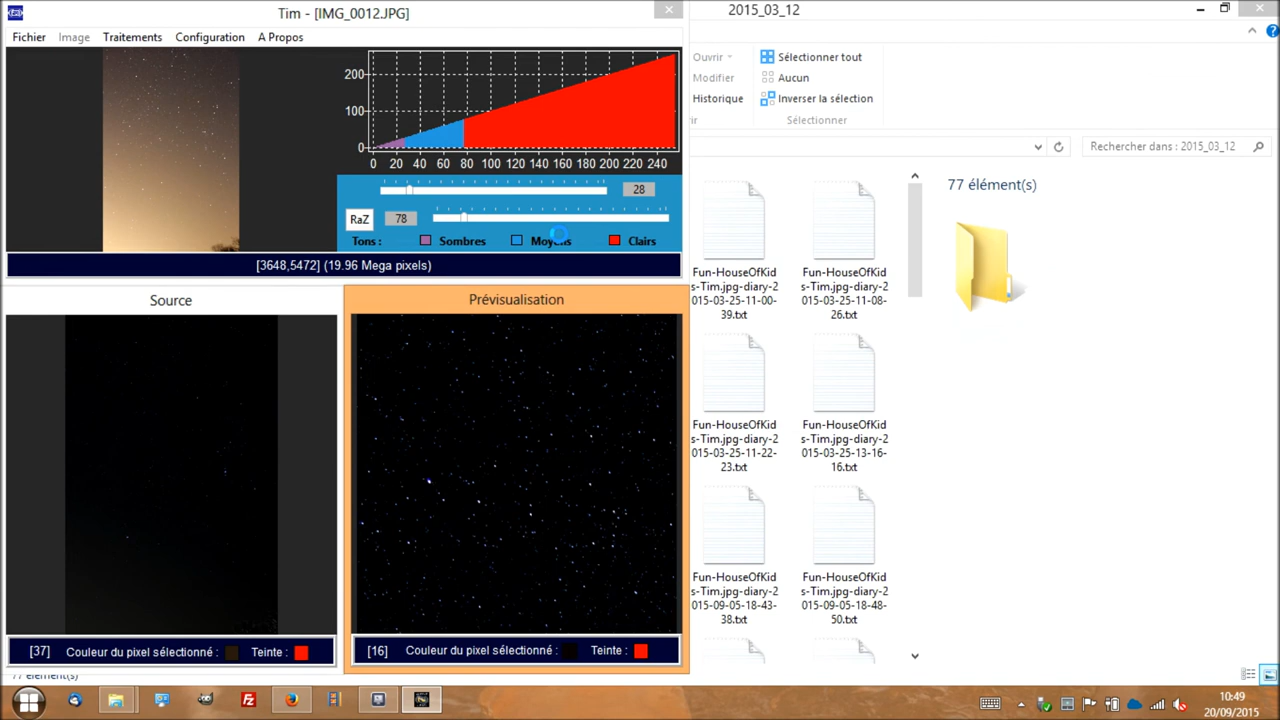 Tim - [IMG_0012.JPG]
Fichier Image Traitements Configuration A Propos
200
100
0
0 20 40 60 80 100 120 140 160 180 200 220 240
28
RaZ 78
Tons : Sombres Moyens Clairs
[3648,5472] (19.96 Mega pixels)
Source
Prévisualisation
[37] Couleur du pixel sélectionné : Teinte :
[16] Couleur du pixel sélectionné : Teinte :
2015_03_12
Ouvrir
Modifier
Historique
Sélectionner tout
Aucun
Inverser la sélection
Sélectionner
Rechercher dans : 2015_03_12
77 élément(s)
Fun-HouseOfKid
s-Tim.jpg-diary-2
015-03-25-11-00-
39.txt
Fun-HouseOfKid
s-Tim.jpg-diary-2
015-03-25-11-08-
26.txt
Fun-HouseOfKid
s-Tim.jpg-diary-2
015-03-25-11-22-
23.txt
Fun-HouseOfKid
s-Tim.jpg-diary-2
015-03-25-13-16-
16.txt
Fun-HouseOfKid
s-Tim.jpg-diary-2
015-09-05-18-43-
38.txt
Fun-HouseOfKid
s-Tim.jpg-diary-2
015-09-05-18-48-
50.txt
77 élément(s)
10:49
20/09/2015